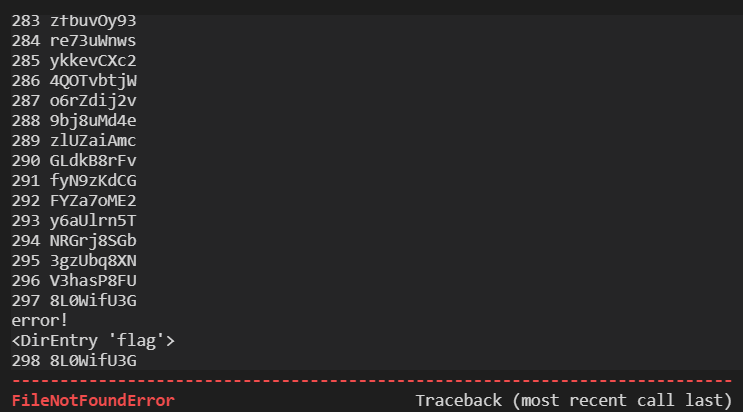 283 zfbuvOy93
284 re73uWnws
285 ykkevCXc2
286 4QOTvbtjW
287 o6rZdij2v
288 9bj8uMd4e
289 zlUZaiAmc
290 GLdkB8rFv
291 fyN9zKdCG
292 FYZa7oME2
293 y6aUlrn5T
294 NRGrj8SGb
295 3gzUbq8XN
296 V3hasP8FU
297 8L0WifU3G
error!
<DirEntry 'flag'>
298 8L0WifU3G
---------------------------------------------------------------------------
FileNotFoundError                         Traceback (most recent call last)